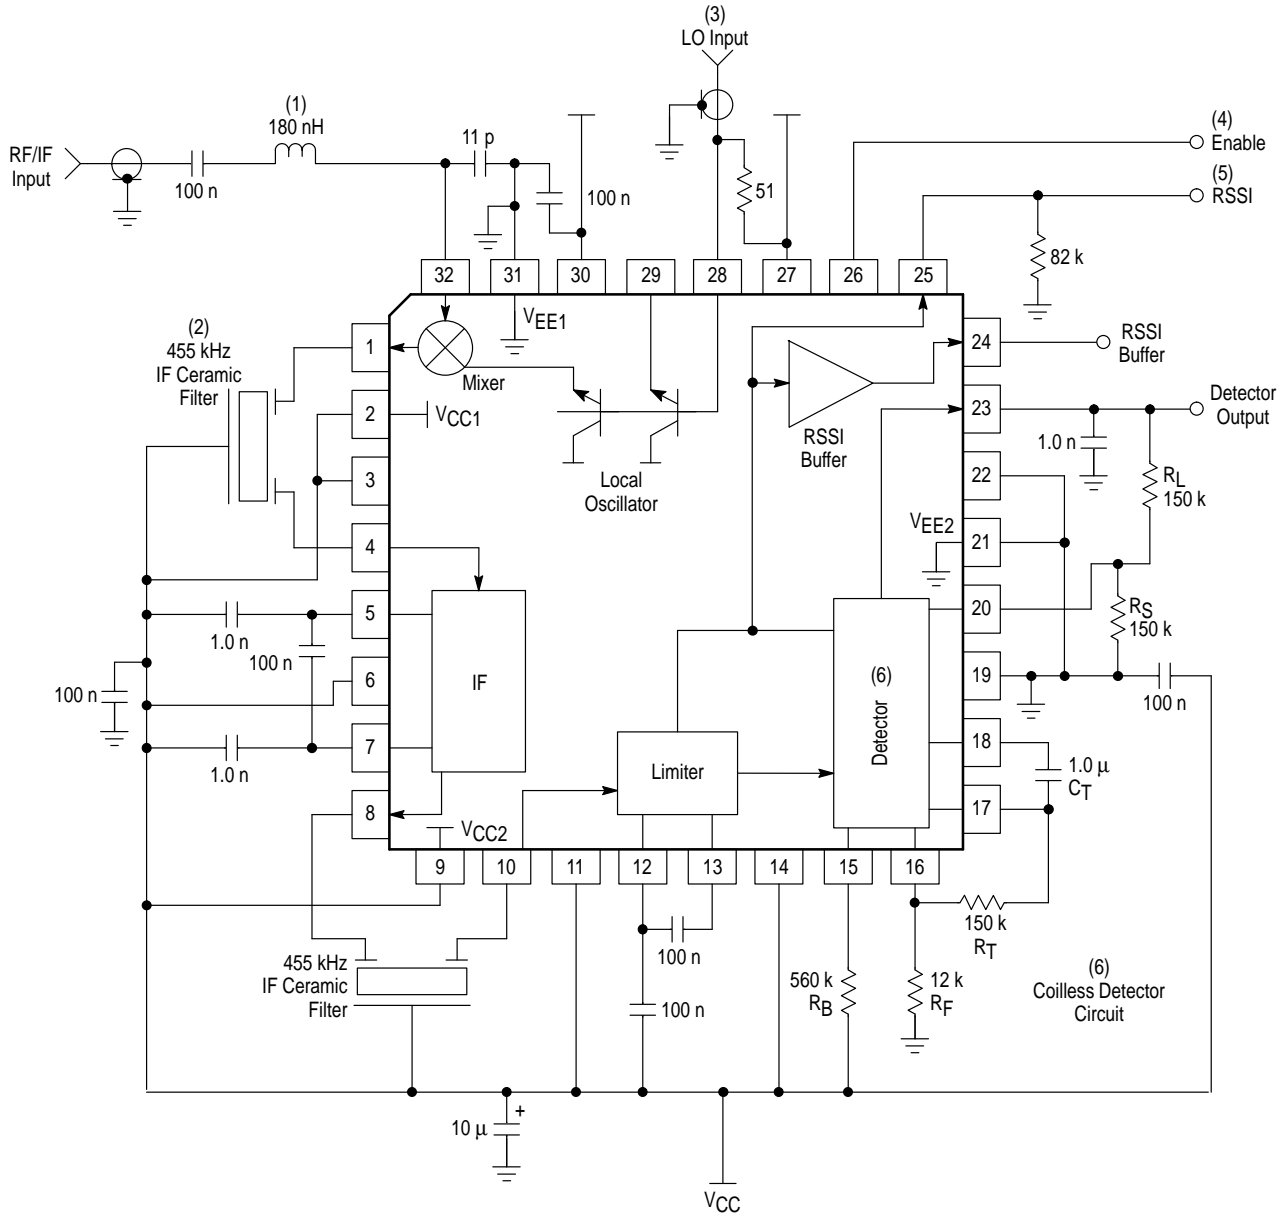 (3)
LO Input
(1)
180 nH
11 p
(4)
Enable
RF/IF
Input
100 n
100 n
51
(5)
RSSI
82 k
32
31
30
29
28
27
26
25
(2)
455 kHz
IF Ceramic
Filter
1
VEE1
Mixer
24
RSSI
Buffer
2
VCC1
23
Detector
Output
RSSI
Buffer
1.0 n
3
Local
Oscillator
22
RL
150 k
4
VEE2
21
5
1.0 n
100 n
20
RS
150 k
6
IF
(6)
Detector
19
100 n
100 n
7
1.0 n
Limiter
18
1.0 µ
CT
8
17
VCC2
9
10
11
12
13
14
15
16
150 k
RT
100 n
455 kHz
IF Ceramic
Filter
100 n
560 k
RB
12 k
RF
(6)
Coilless Detector
Circuit
10 µ
+
VCC